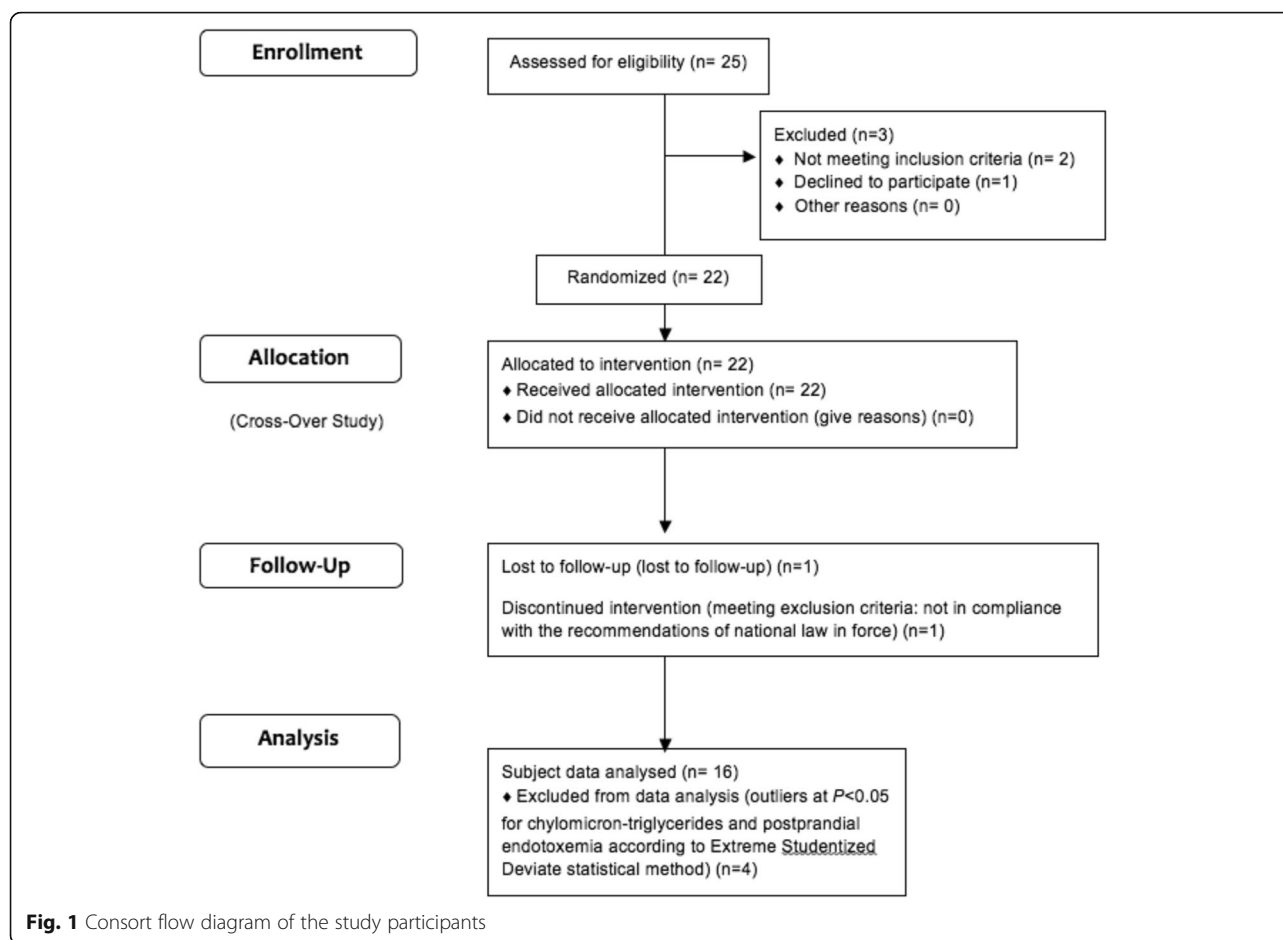 Enrollment
Assessed for eligibility (n= 25)
Excluded (n=3)
♦ Not meeting inclusion criteria (n= 2)
♦ Declined to participate (n=1)
♦ Other reasons (n= 0)
Randomized (n= 22)
Allocation
(Cross-Over Study)
Allocated to intervention (n= 22)
♦ Received allocated intervention (n= 22)
♦ Did not receive allocated intervention (give reasons) (n=0)
Follow-Up
Lost to follow-up (lost to follow-up) (n=1)
Discontinued intervention (meeting exclusion criteria: not in compliance
with the recommendations of national law in force) (n=1)
Analysis
Subject data analysed (n= 16)
♦ Excluded from data analysis (outliers at P<0.05
for chylomicron-triglycerides and postprandial
endotoxemia according to Extreme Studentized
Deviate statistical method) (n=4)
Fig. 1 Consort flow diagram of the study participants